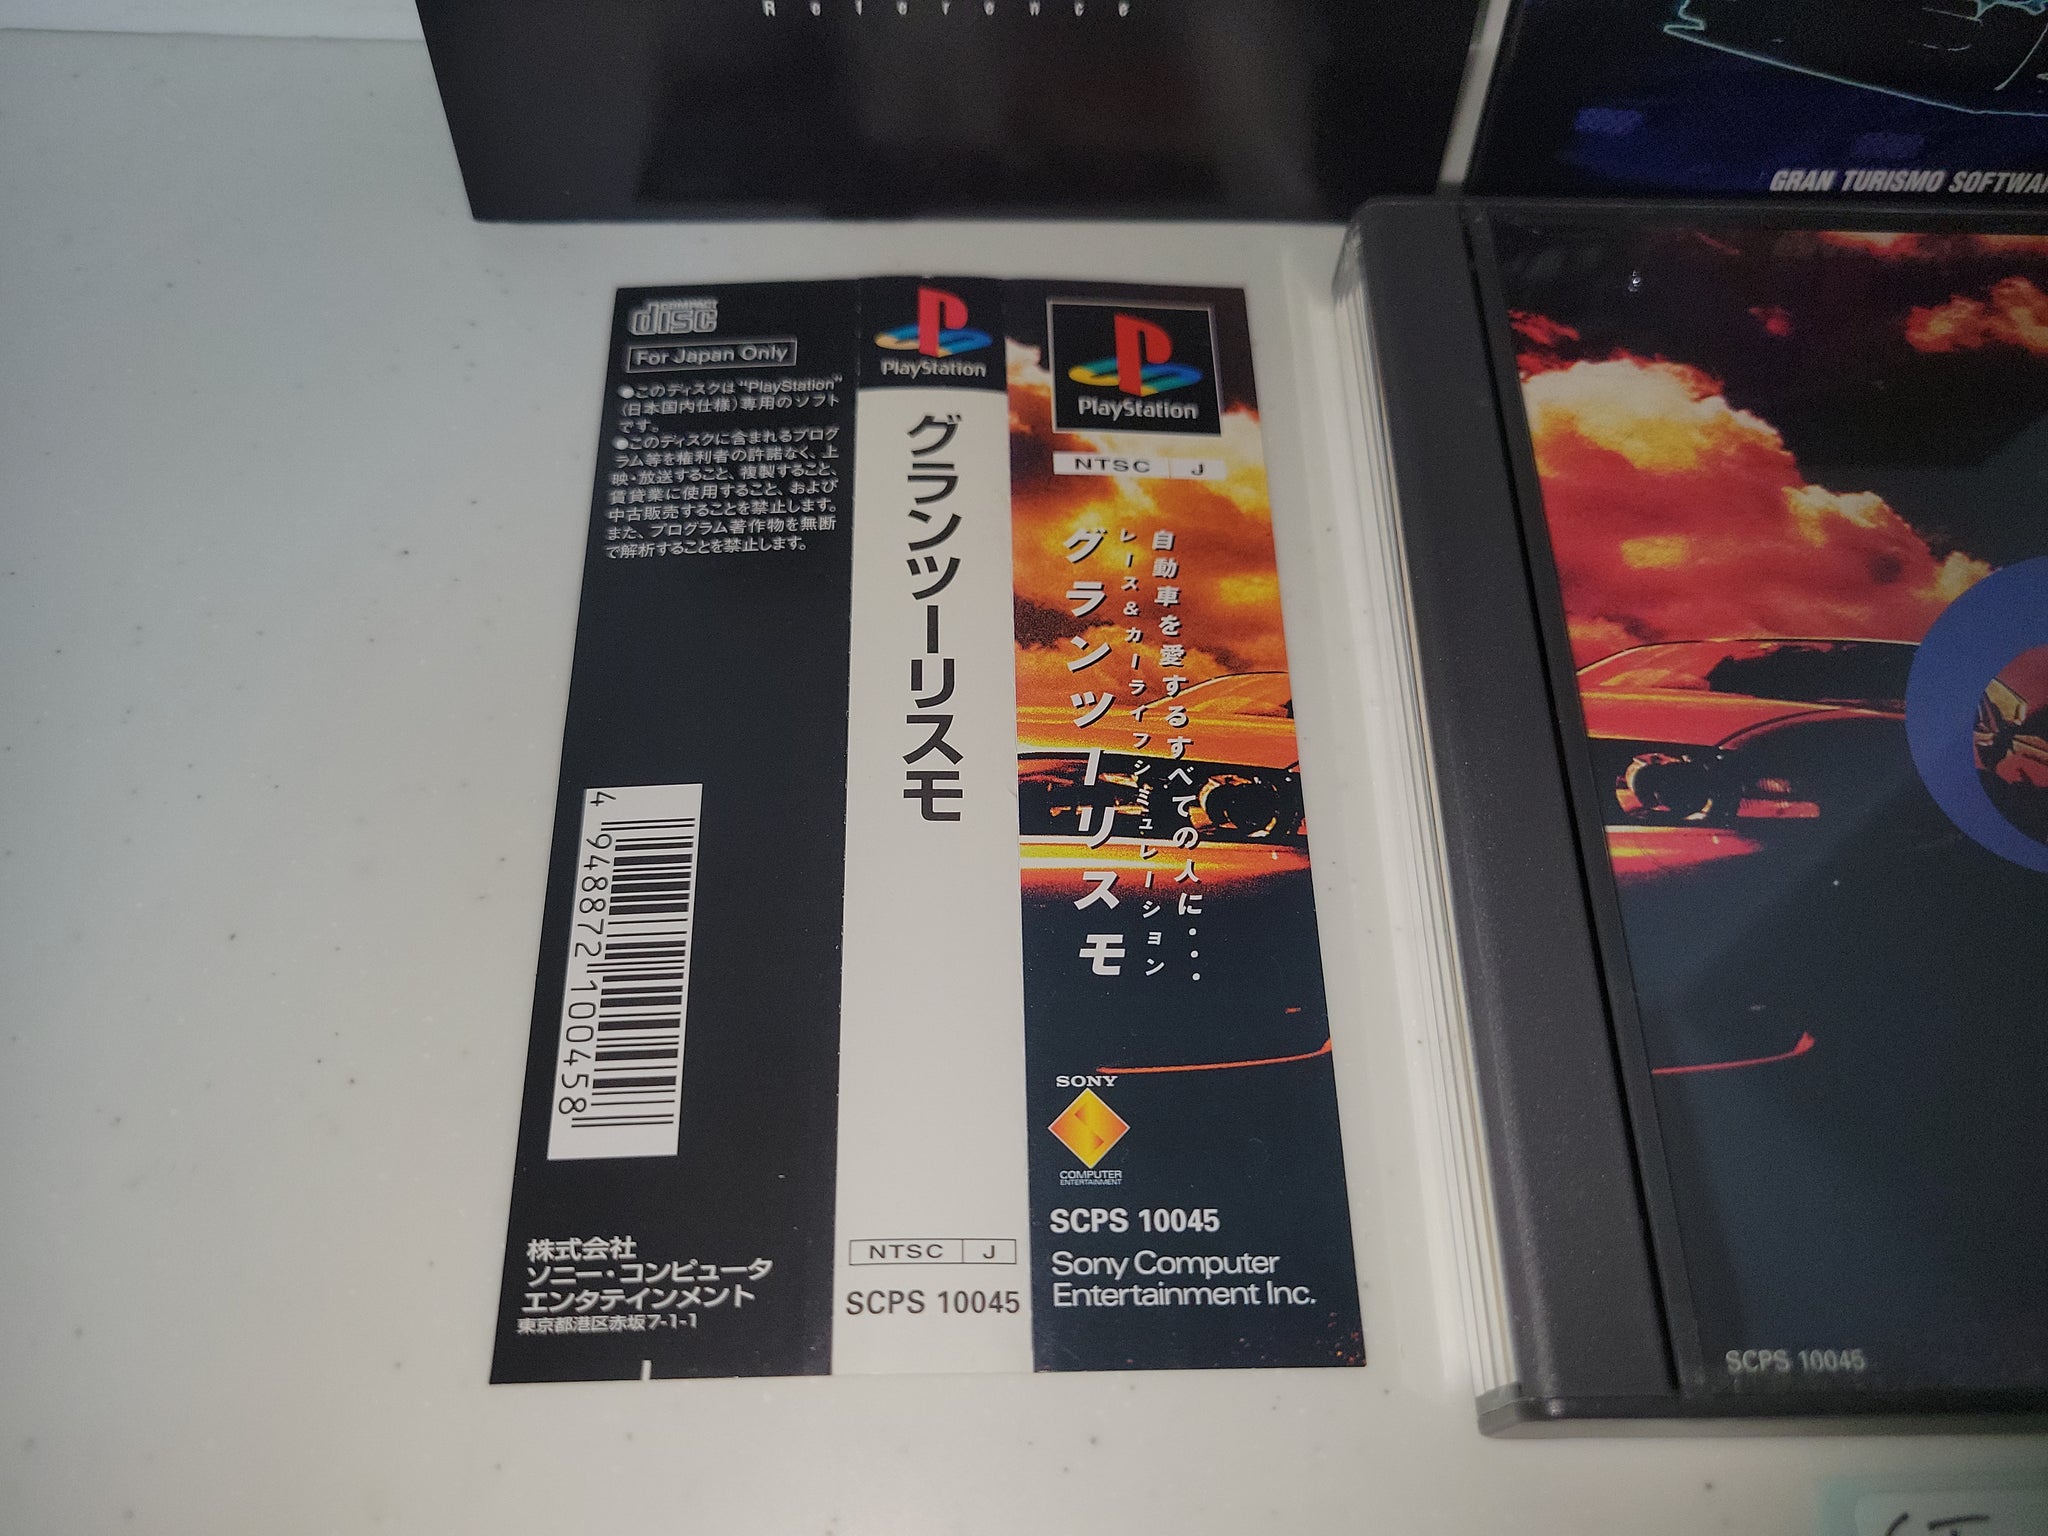 Reference
GRAN TURISMO SOFTWA
COMPACT
disc
For Japan Only
●このディスクは"PlayStation"
(日本国内仕様)専用のソフト
です。
●このディスクに含まれるプログ
ラム等を権利者の許諾なく、上
映・放送すること、複製すること、
賃貸業に使用すること、および
中古販売することを禁止します。
また、プログラム著作物を無断
で解析することを禁止します。
4 948872 100458
株式会社
ソニー・コンピュータ
エンタテインメント
東京都港区赤坂7-1-1
PlayStation
グランツーリスモ
NTSC J
SCPS 10045
PlayStation
NTSC J
自動車を愛するすべての人に・・・
レース&カーライフシミュレーション
グランツーリスモ
SONY
COMPUTER
ENTERTAINMENT
SCPS 10045
Sony Computer
Entertainment Inc.
SCPS 10045